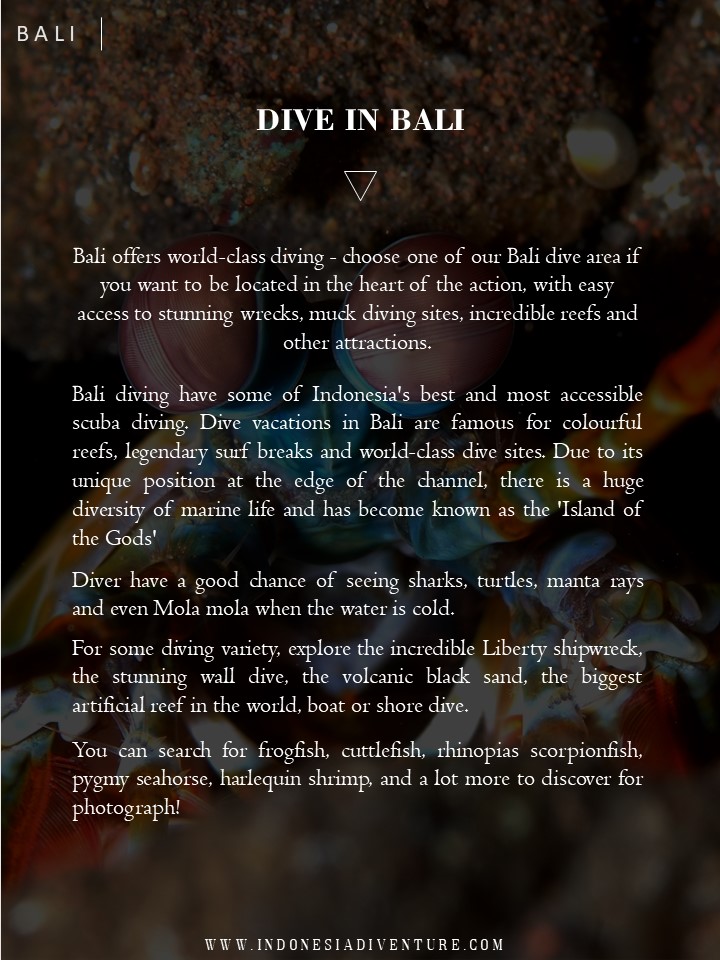 BALI
DIVE IN BALI
Bali offers world-class diving - choose one of our Bali dive area if
you want to be located in the heart of the action, with easy
access to stunning wrecks, muck diving sites, incredible reefs and
other attractions.
Bali diving have some of Indonesia's best and most accessible
scuba diving. Dive vacations in Bali are famous for colourful
reefs, legendary surf breaks and world-class dive sites. Due to its
unique position at the edge of the channel, there is a huge
diversity of marine life and has become known as the 'Island of
the Gods'
Diver have a good chance of seeing sharks, turtles, manta rays
and even Mola mola when the water is cold.
For some diving variety, explore the incredible Liberty shipwreck,
the stunning wall dive, the volcanic black sand, the biggest
artificial reef in the world, boat or shore dive.
You can search for frogfish, cuttlefish, rhinopias scorpionfish,
pygmy seahorse, harlequin shrimp, and a lot more to discover for
photograph!
WWW.INDONESIADIVENTURE.COM